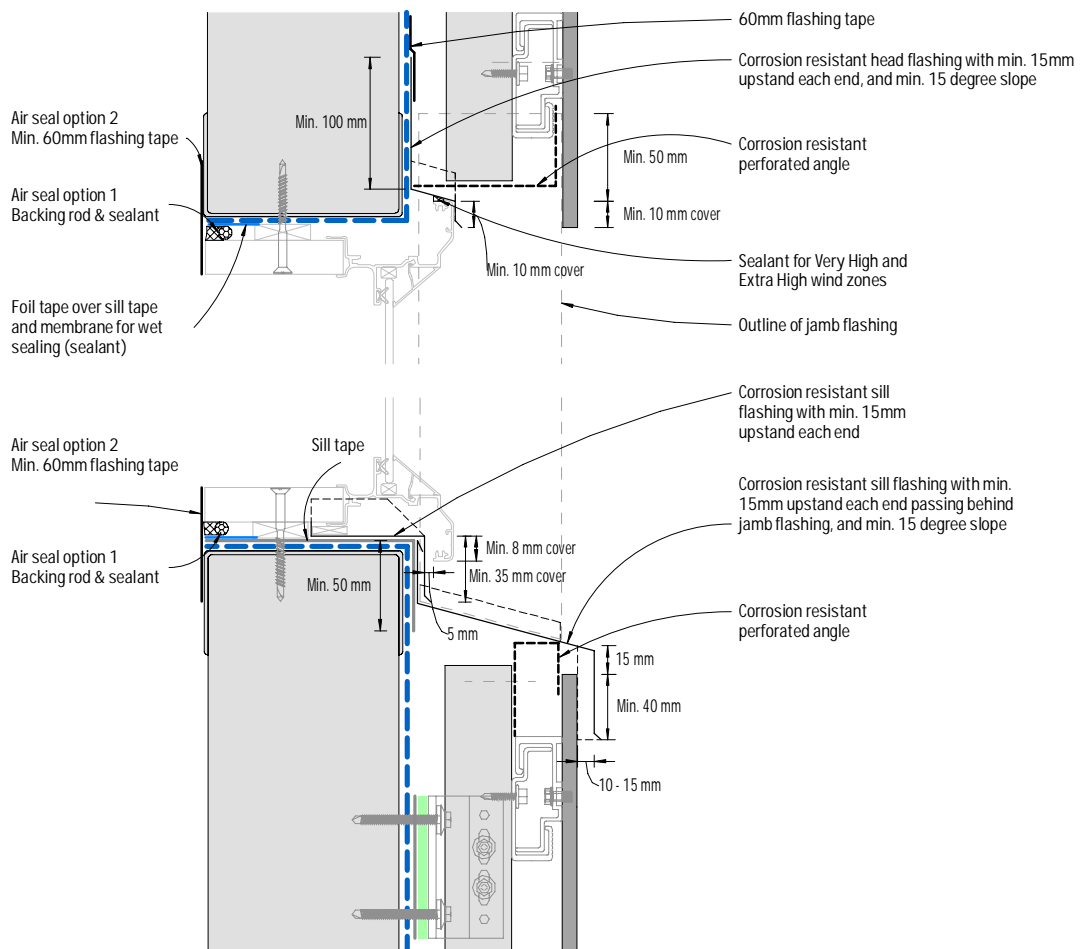 60mm flashing tape
Corrosion resistant head flashing with min. 15mm
upstand each end, and min. 15 degree slope
Air seal option 2
Min. 60mm flashing tape
Min. 100 mm
Corrosion resistant
perforated angle
Min. 50 mm
Air seal option 1
Backing rod & sealant
Min. 10 mm cover
Min. 10 mm cover
Sealant for Very High and
Extra High wind zones
Foil tape over sill tape
and membrane for wet
sealing (sealant)
Outline of jamb flashing
Corrosion resistant sill
flashing with min. 15mm
upstand each end
Air seal option 2
Min. 60mm flashing tape
Sill tape
Corrosion resistant sill flashing with min.
15mm upstand each end passing behind
jamb flashing, and min. 15 degree slope
Air seal option 1
Backing rod & sealant
Min. 8 mm cover
Min. 35 mm cover
Min. 50 mm
5 mm
Corrosion resistant
perforated angle
15 mm
Min. 40 mm
10 - 15 mm